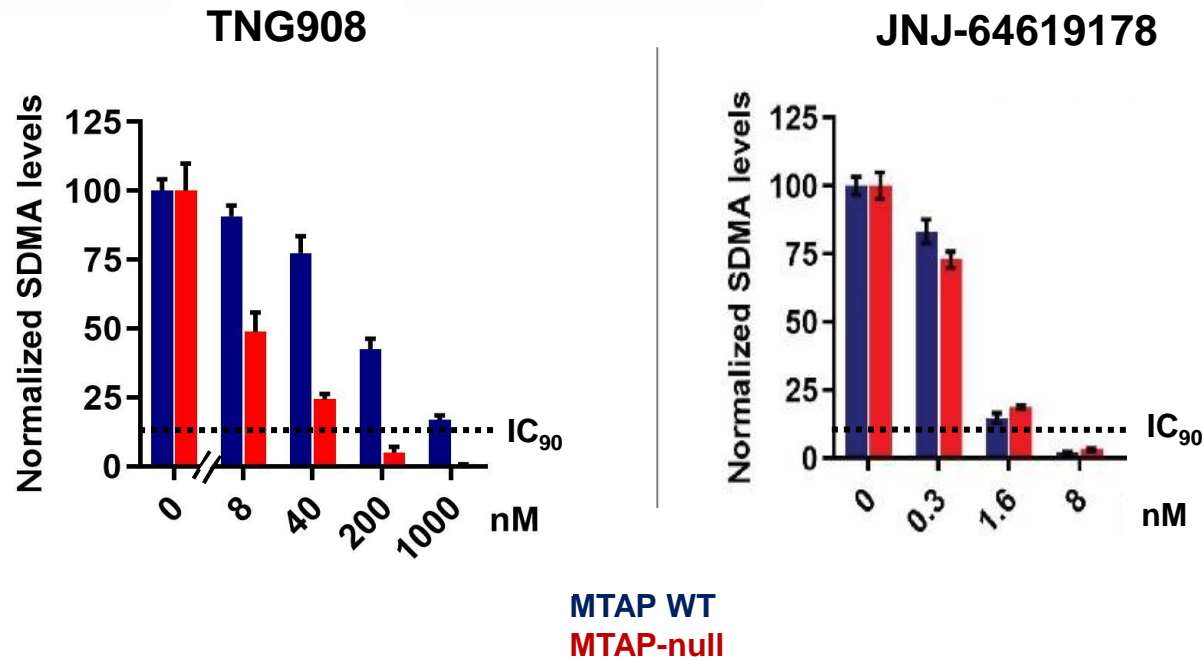 TNG908
Normalized SDMA levels
125
100
75
50
25
0
IC90
0
8
40
200
1000
nM
JNJ-64619178
Normalized SDMA levels
125
100
75
50
25
0
IC90
0
0.3
1.6
8
nM
MTAP WT
MTAP-null